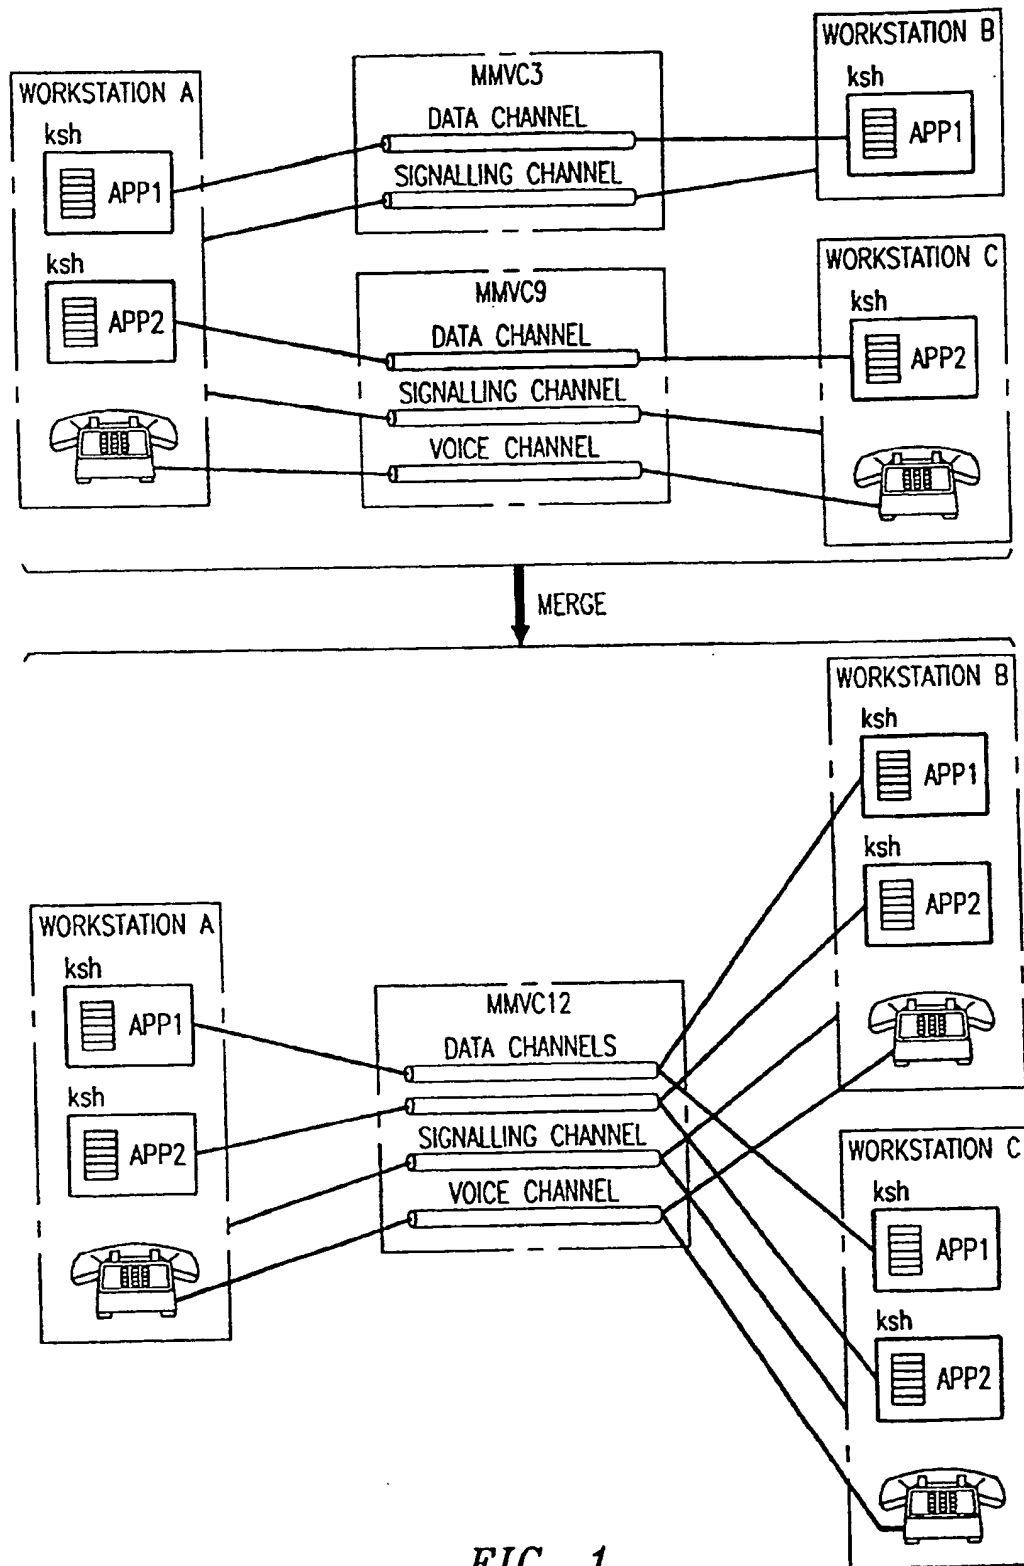 WORKSTATION A
ksh
APP1
ksh
APP2
MMVC3
DATA CHANNEL
SIGNALLING CHANNEL
MMVC9
DATA CHANNEL
SIGNALLING CHANNEL
VOICE CHANNEL
WORKSTATION B
ksh
APP1
WORKSTATION C
ksh
APP2
MERGE
WORKSTATION A
ksh
APP1
ksh
APP2
MMVC12
DATA CHANNELS
SIGNALLING CHANNEL
VOICE CHANNEL
WORKSTATION B
ksh
APP1
ksh
APP2
WORKSTATION C
ksh
APP1
ksh
APP2
FIG. 1